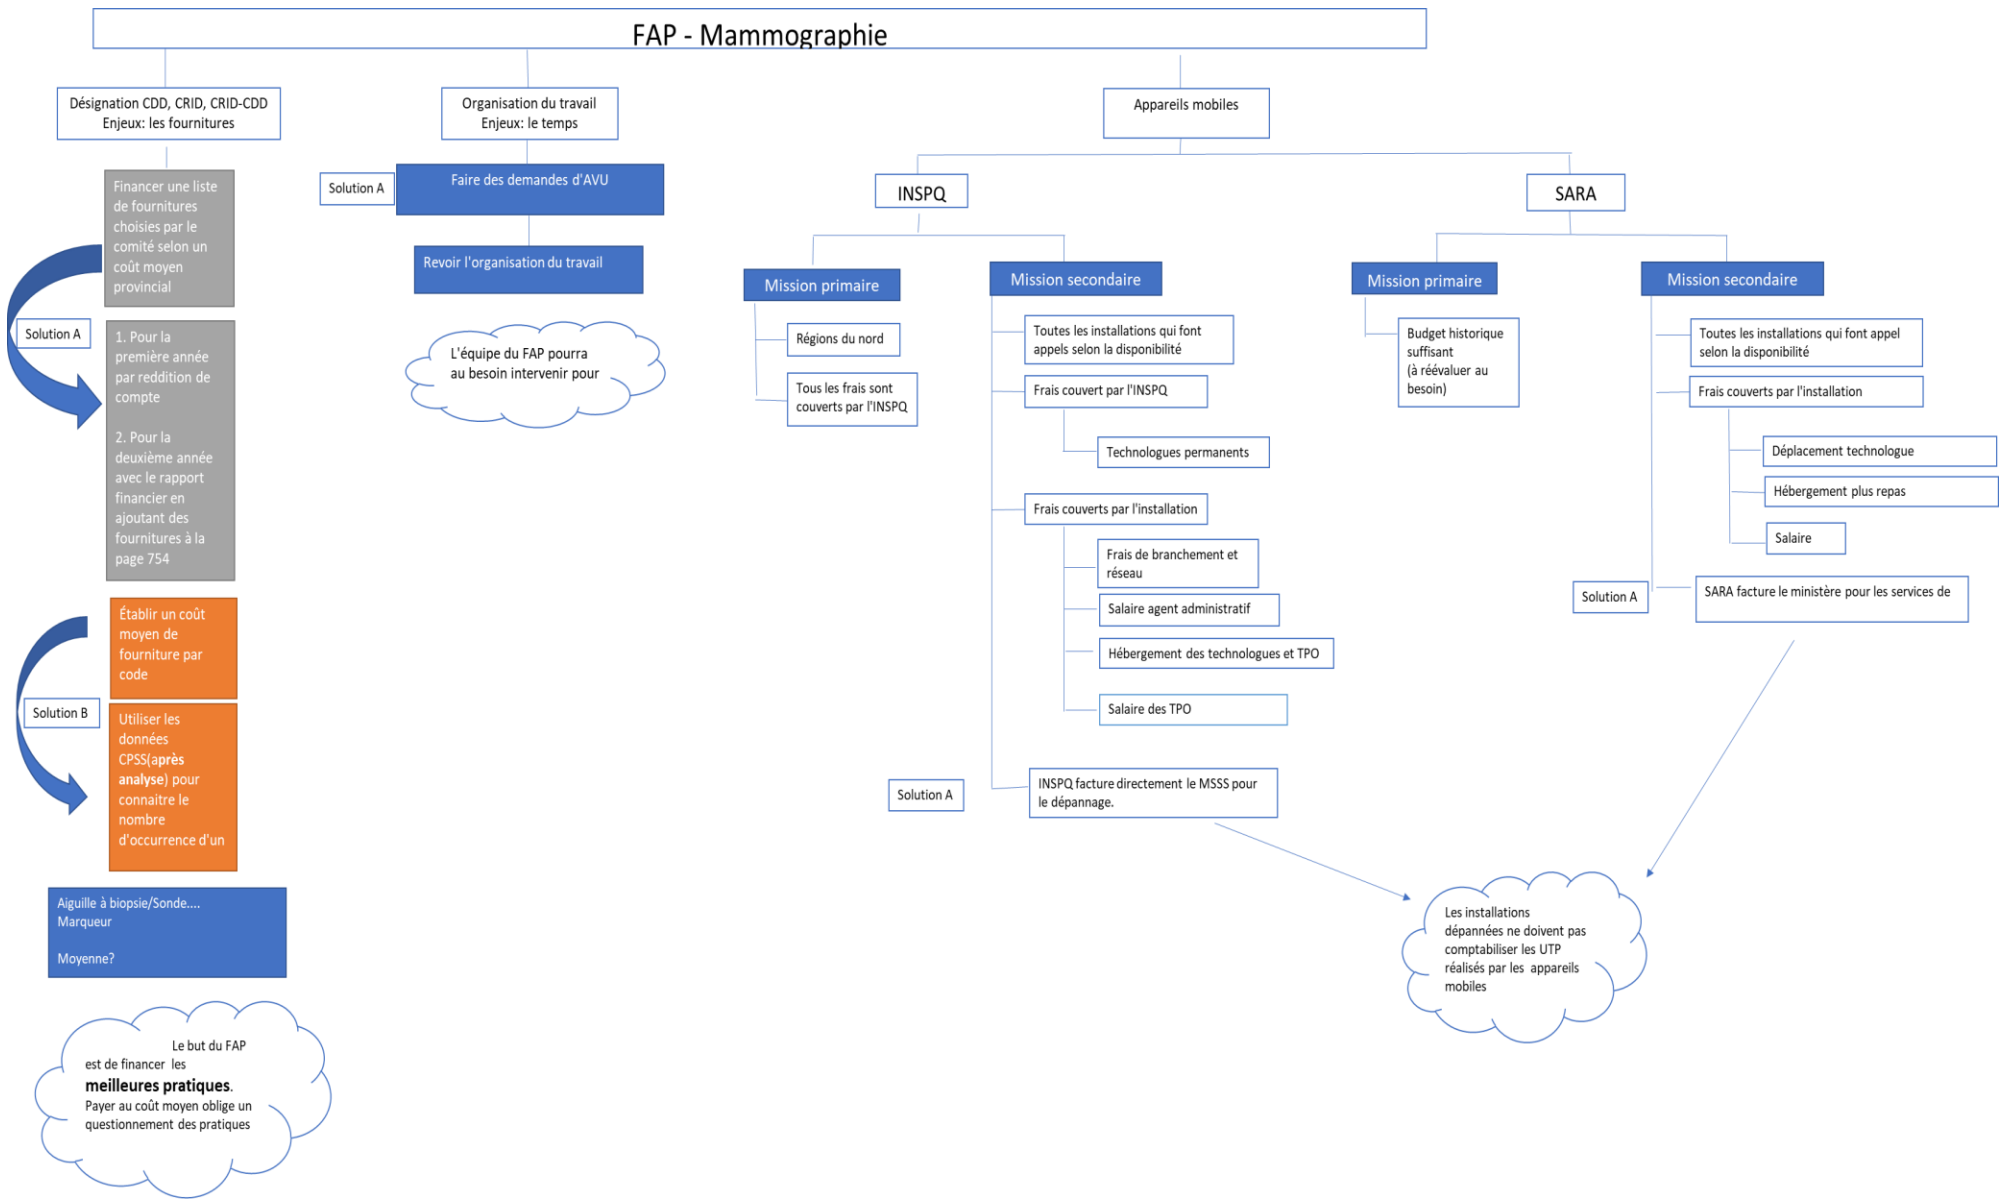 FAP - Mammographie
Désignation CDD, CRID, CRID-CDD
Enjeux: les fournitures
Financer une liste
de fournitures
choisies par le
comité selon un
coût moyen
provincial
Solution A
1. Pour la
première année
par reddition de
compte
2. Pour la
deuxième année
avec le rapport
financier en
ajoutant des
fournitures à la
page 754
Établir un coût
moyen de
fourniture par
code
Solution B
Utiliser les
données
CPSS(après
analyse) pour
connaitre le
nombre
d'occurrence d'un
Aiguille à biopsie/Sonde....
Marqueur
Moyenne?
Le but du FAP
est de financer les
meilleures pratiques.
Payer au coût moyen oblige un
questionnement des pratiques
Organisation du travail
Enjeux: le temps
Solution A
Faire des demandes d'AVU
Revoir l'organisation du travail
L'équipe du FAP pourra
au besoin intervenir pour
Appareils mobiles
INSPQ
Mission primaire
Régions du nord
Tous les frais sont
couverts par l'INSPQ
Mission secondaire
Toutes les installations qui font
appels selon la disponibilité
Frais couvert par l'INSPQ
Technologues permanents
Frais couverts par l'installation
Frais de branchement et
réseau
Salaire agent administratif
Hébergement des technologues et TPO
Salaire des TPO
Solution A
INSPQ facture directement le MSSS pour
le dépannage.
SARA
Mission primaire
Budget historique
suffisant
(à réévaluer au
besoin)
Mission secondaire
Toutes les installations qui font appel
selon la disponibilité
Frais couverts par l'installation
Déplacement technologue
Hébergement plus repas
Salaire
Solution A
SARA facture le ministère pour les services de
Les installations
dépannées ne doivent pas
comptabiliser les UTP
réalisés par les appareils
mobiles